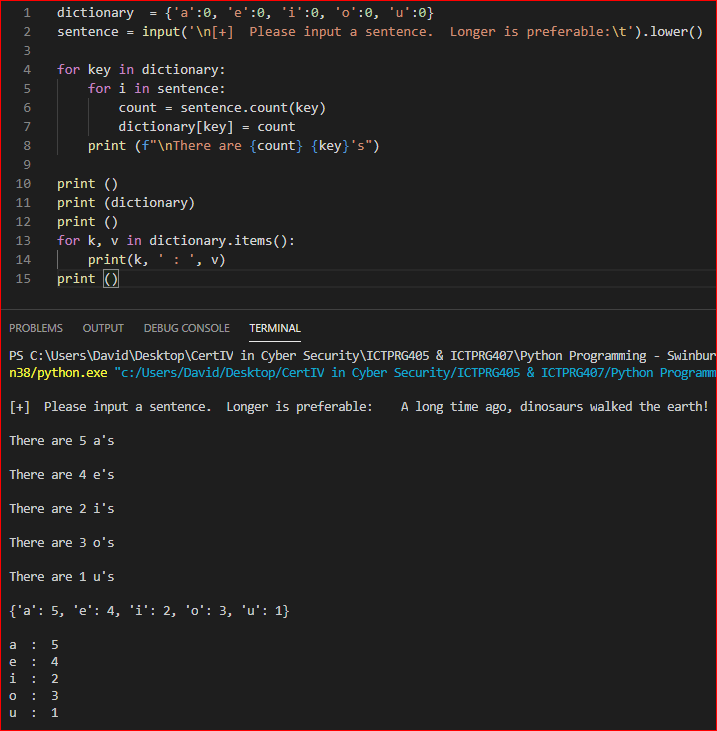 1 dictionary  = {'a':0, 'e':0, 'i':0, 'o':0, 'u':0}
2 sentence = input('\n[+]  Please input a sentence.  Longer is preferable:\t').lower()
3
4 for key in dictionary:
5     for i in sentence:
6         count = sentence.count(key)
7         dictionary[key] = count
8     print (f"\nThere are {count} {key}'s")
9
10 print ()
11 print (dictionary)
12 print ()
13 for k, v in dictionary.items():
14     print(k, ' : ', v)
15 print ()
PROBLEMS OUTPUT DEBUG CONSOLE TERMINAL
PS C:\Users\David\Desktop\CertIV in Cyber Security\ICTPRG405 & ICTPRG407\Python Programming - Swinbur
n38/python.exe "c:/Users/David/Desktop/CertIV in Cyber Security/ICTPRG405 & ICTPRG407/Python Programm
[+]  Please input a sentence.  Longer is preferable:    A long time ago, dinosaurs walked the earth!
There are 5 a's
There are 4 e's
There are 2 i's
There are 3 o's
There are 1 u's
{'a': 5, 'e': 4, 'i': 2, 'o': 3, 'u': 1}
a  :  5
e  :  4
i  :  2
o  :  3
u  :  1